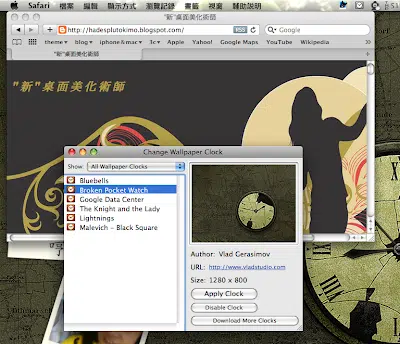 Safari 檔案 編輯 顯示方式 瀏覽記錄 書籤 視窗 輔助說明
"新"桌面美化術師
http://hadesplutokimo.blogspot.com/ RSS Google
theme blog iphone&mac 3c Apple Yahoo! Google Maps YouTube Wikipedia
"新"桌面美化術師
"新"桌面美化術師
Change Wallpaper Clock
Show: All Wallpaper Clocks
Bluebells
Broken Pocket Watch
Google Data Center
The Knight and the Lady
Lightnings
Malevich - Black Square
Author: Vlad Gerasimov
URL: http://www.vladstudio.com
Size: 1280 x 800
Apply Clock
Disable Clock
Download More Clocks